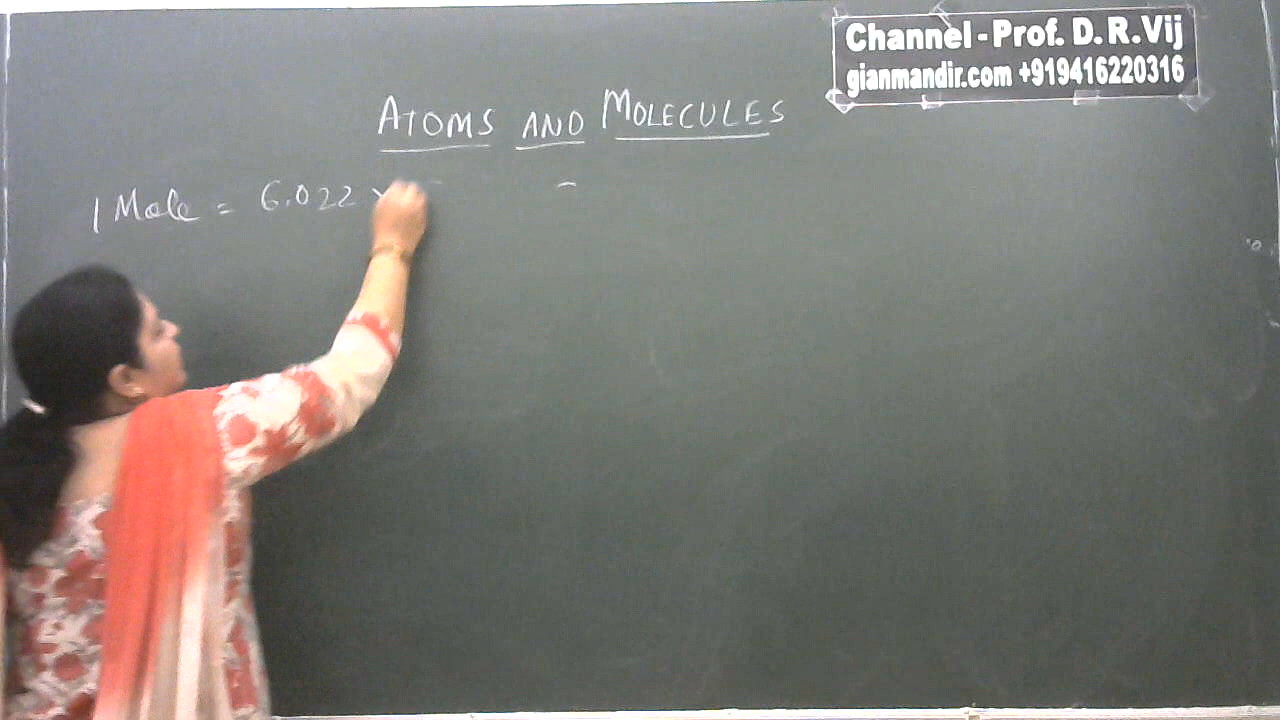 Channel - Prof. D. R. Vij
gianmandir.com +919416220316
ATOMS AND MOLECULES
1 Mole = 6.022 ×